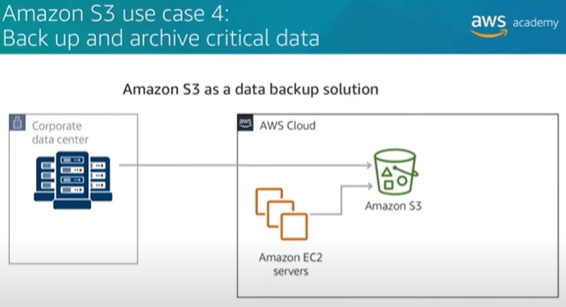 Amazon S3 use case 4:
Back up and archive critical data
aws academy
Amazon S3 as a data backup solution
Corporate
data center
aws
AWS Cloud
Amazon S3
Amazon EC2
servers